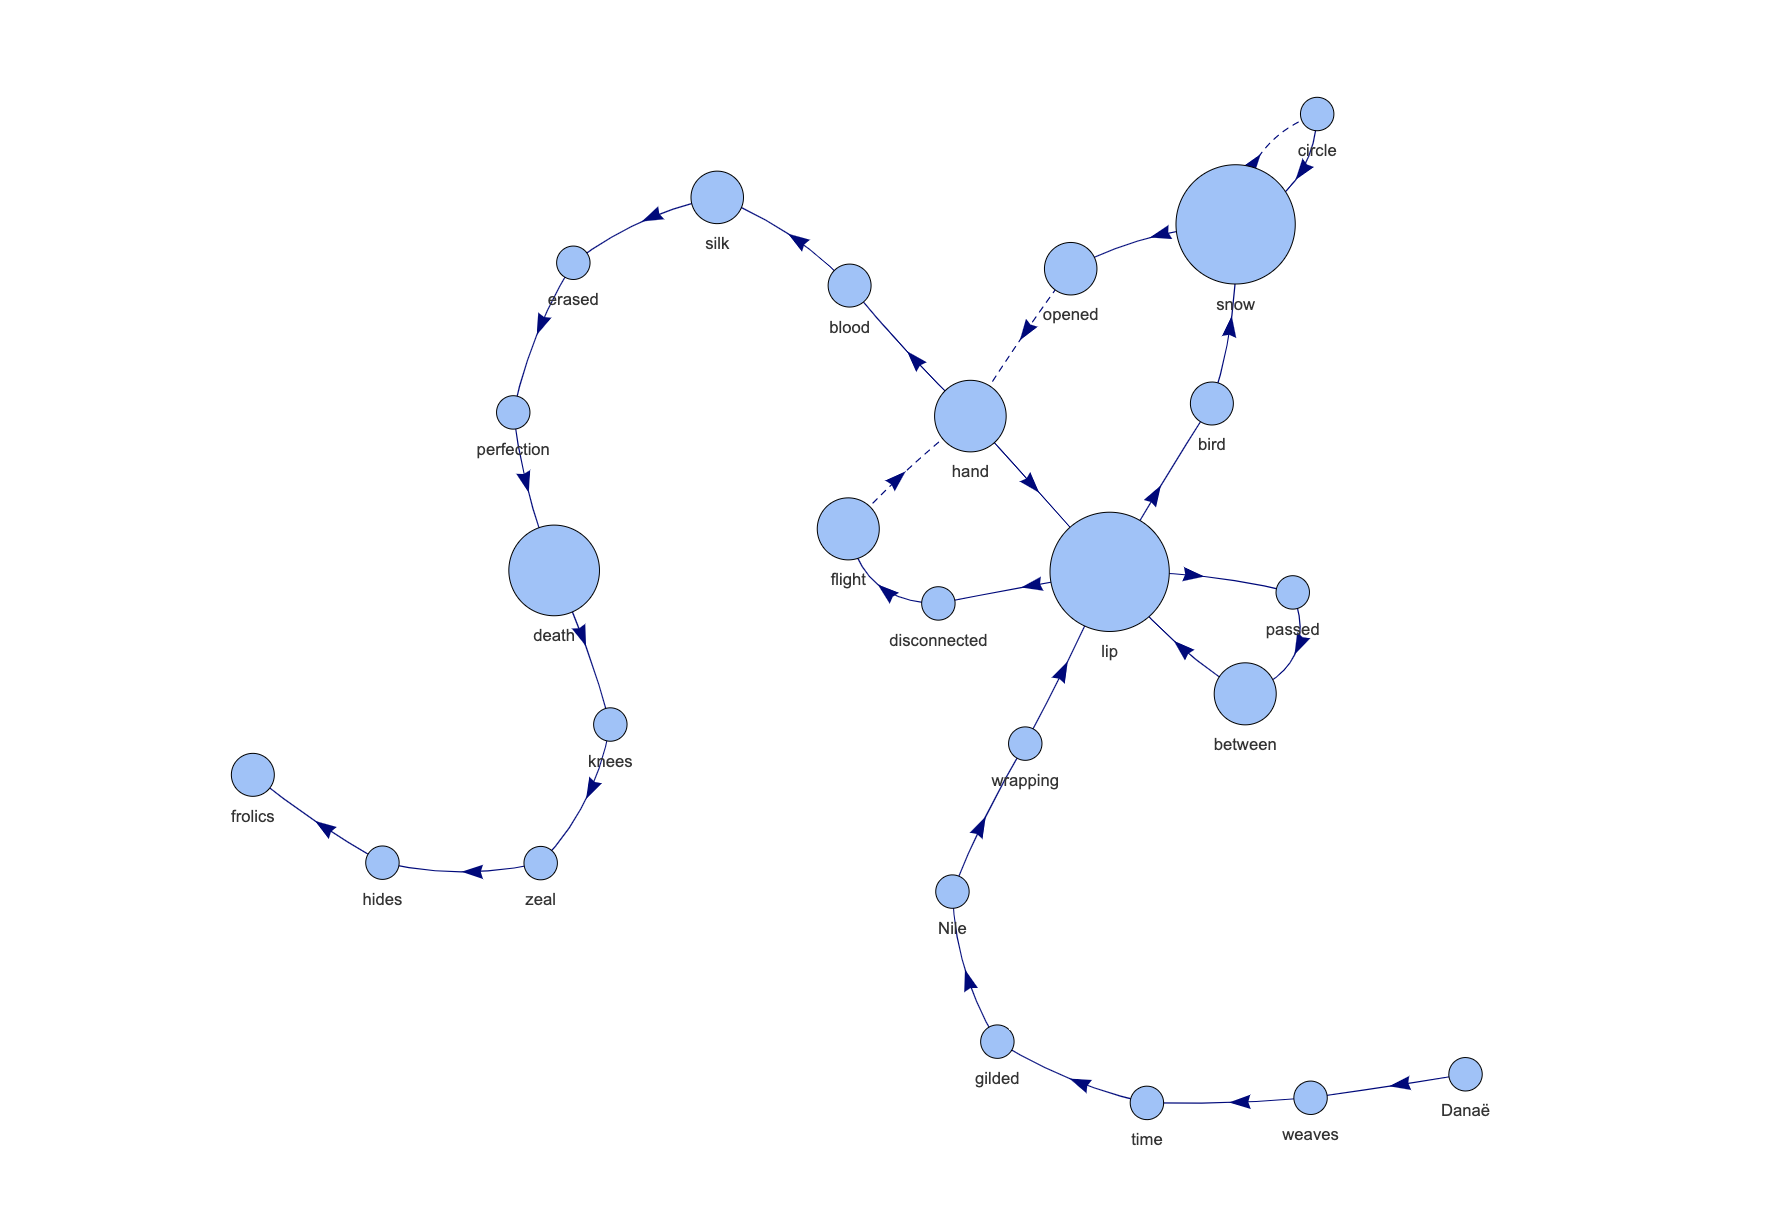 circle
silk
erased
snow
opened
blood
bird
perfection
hand
flight
passed
disconnected
death
lip
between
knees
wrapping
frolics
hides
zeal
Nile
gilded
Danaë
weaves
time